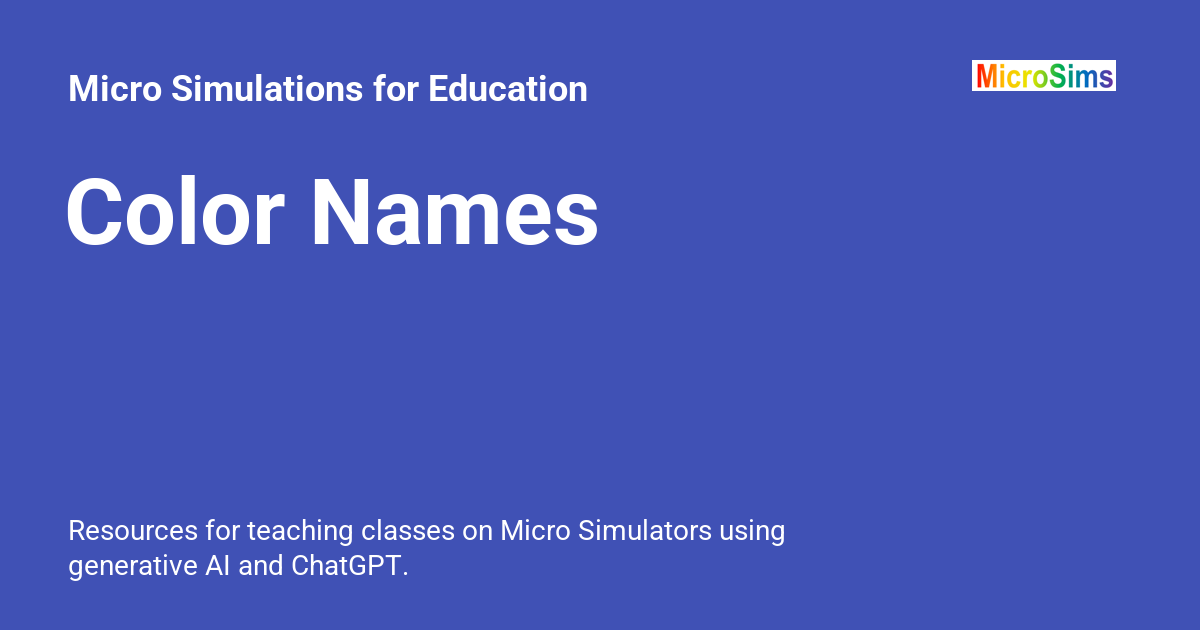 Micro Simulations for Education
MicroSims
Color Names
Resources for teaching classes on Micro Simulators using
generative AI and ChatGPT.